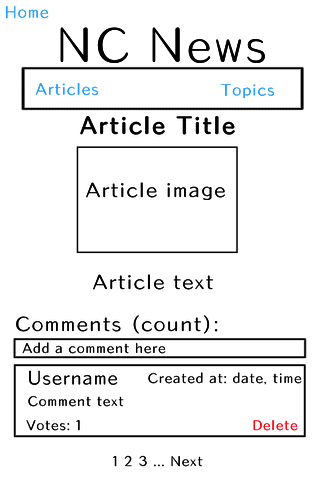 Home
NC News
Articles Topics
Article Title
Article image
Article text
Comments (count):
Add a comment here
Username Created at: date, time
Comment text
Votes: 1 Delete
1 2 3 ... Next